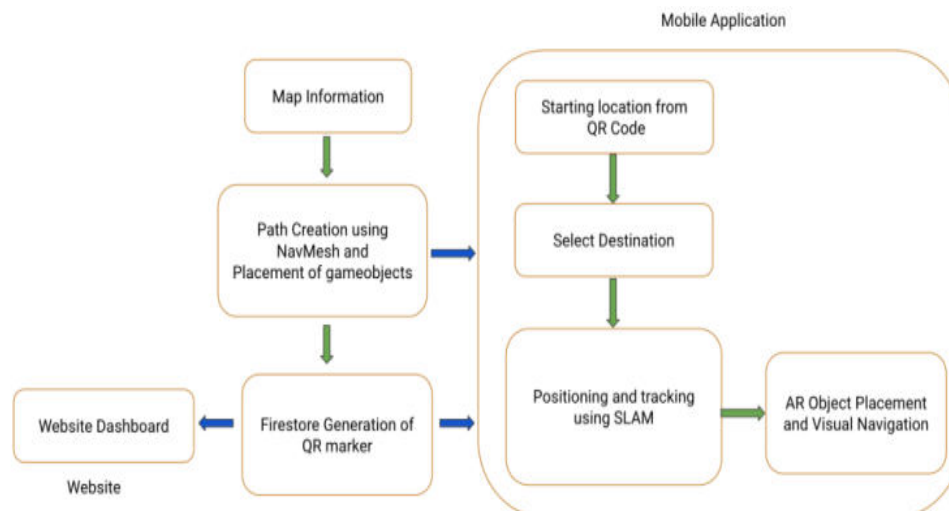 Mobile Application
Map Information
Starting location from
QR Code
Path Creation using
NavMesh and
Placement of gameobjects
Select Destination
Positioning and tracking
using SLAM
AR Object Placement
and Visual Navigation
Website Dashboard
Firestore Generation of
QR marker
Website